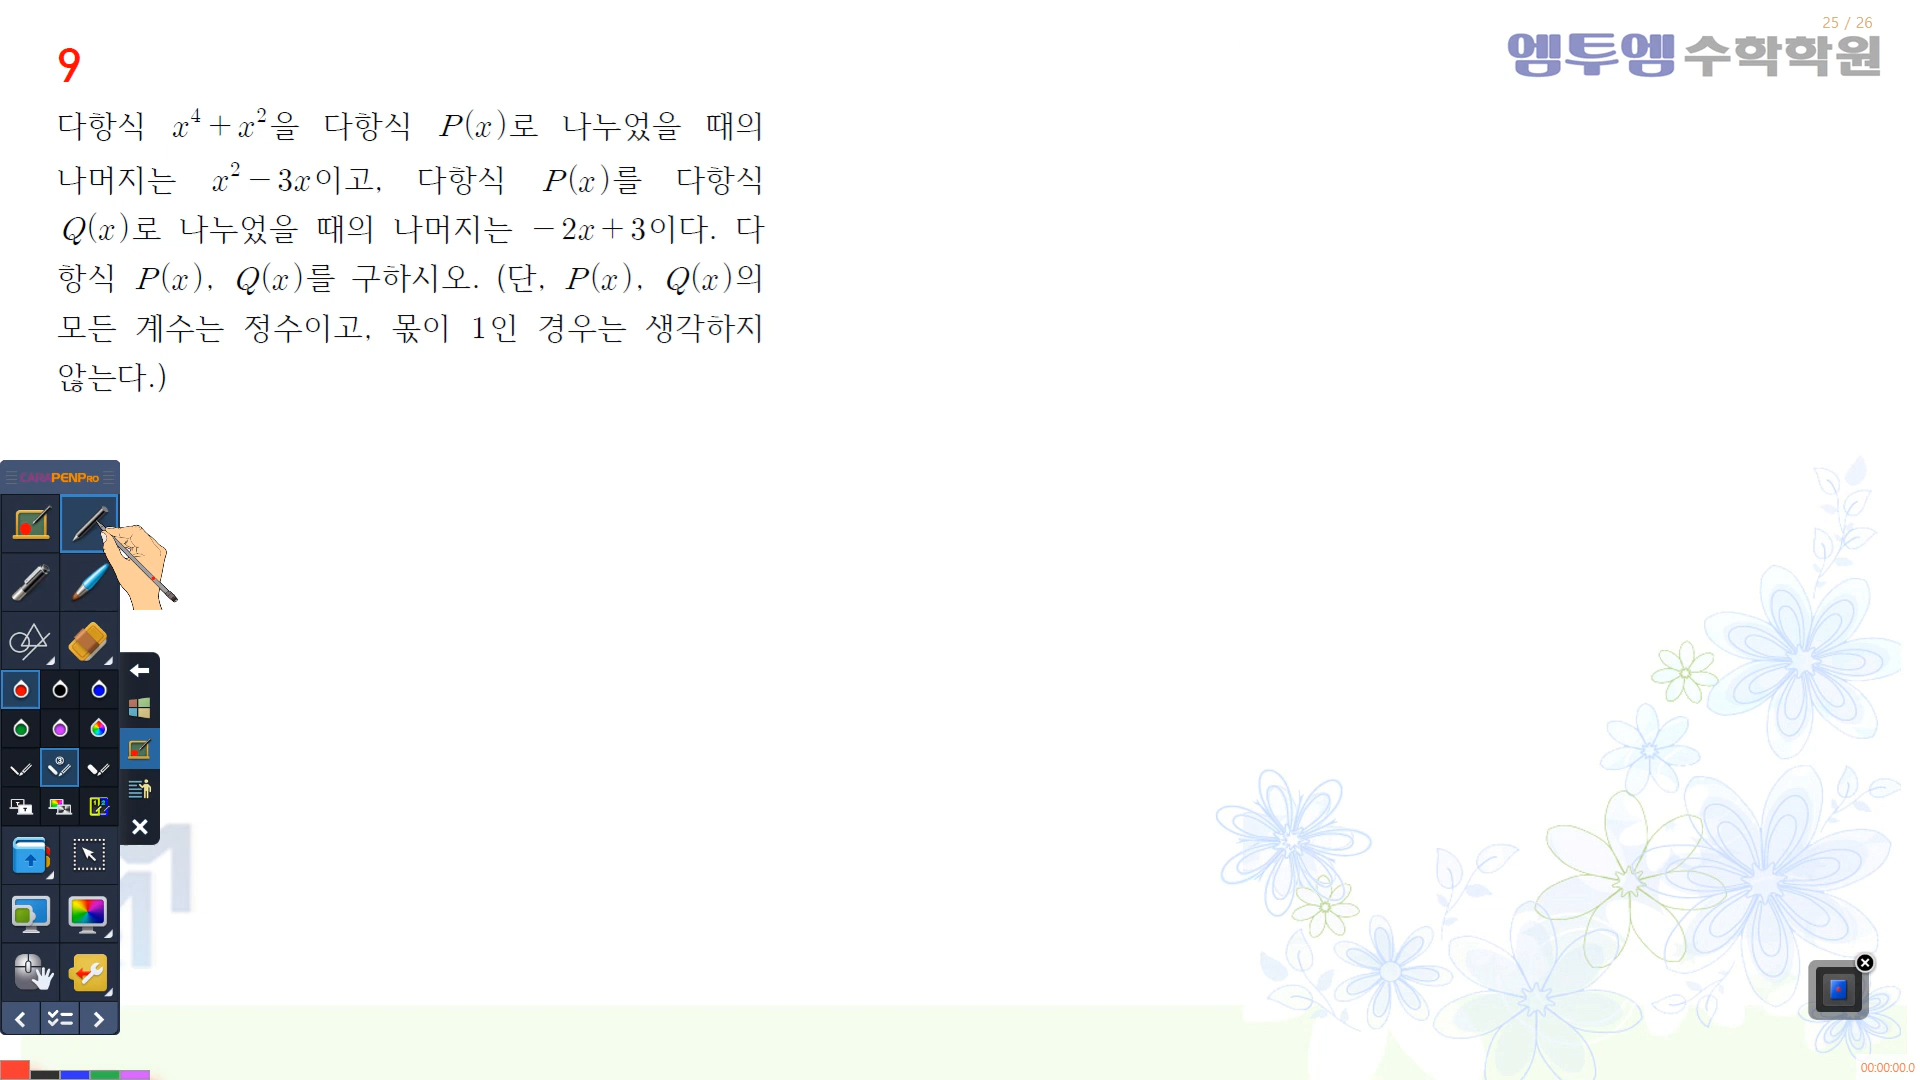 25 / 26
엠투엠 수학학원
9
다항식 x⁴+x²을 다항식 P(x)로 나누었을 때의
나머지는 x²-3x이고, 다항식 P(x)를 다항식
Q(x)로 나누었을 때의 나머지는 -2x+3이다. 다
항식 P(x), Q(x)를 구하시오. (단, P(x), Q(x)의
모든 계수는 정수이고, 몫이 1인 경우는 생각하지
않는다.)
CARAPENPRO
00:00:00.0